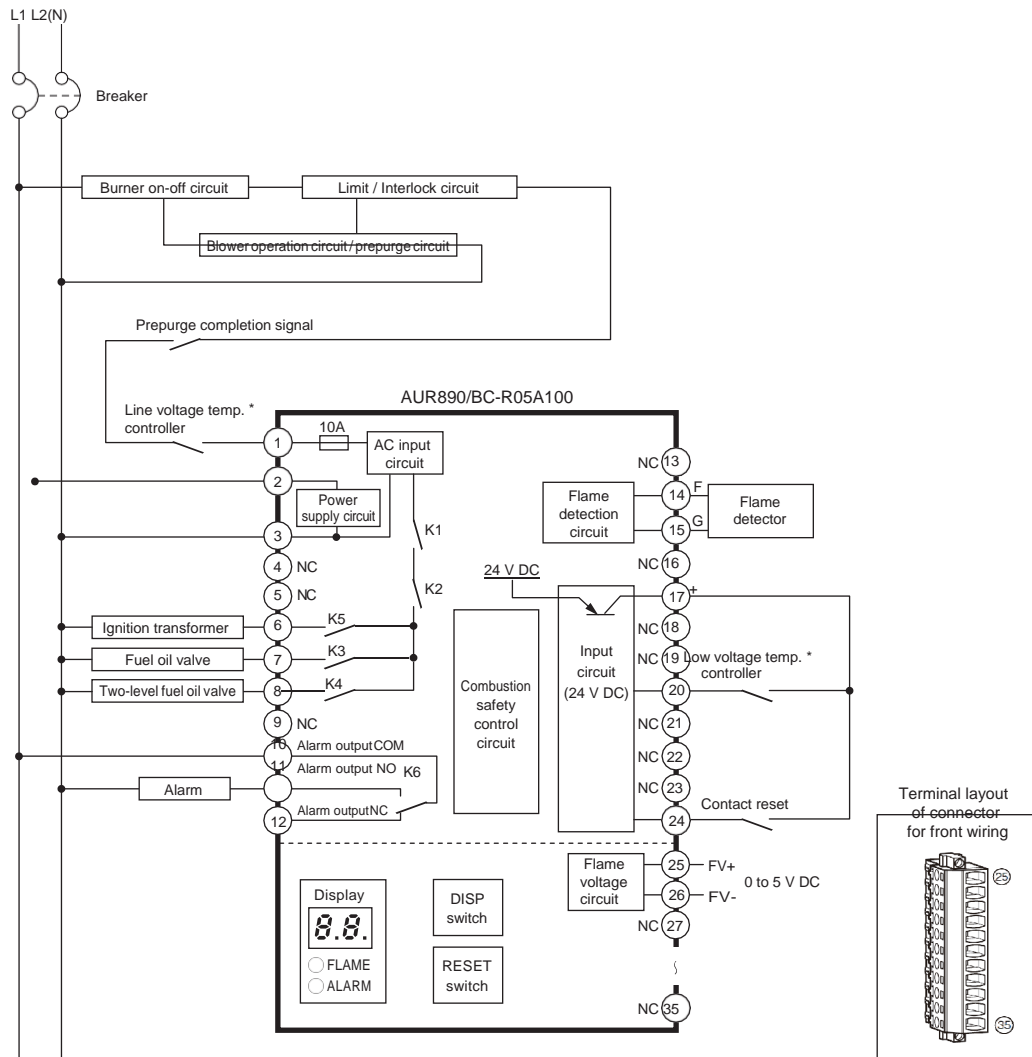 L1 L2(N)
Breaker
Burner on-off circuit
Limit / Interlock circuit
Blower operation circuit / prepurge circuit
Prepurge completion signal
AUR890/BC-R05A100
Line voltage temp. *
controller
1
10A
AC input
circuit
2
Power
supply circuit
3
K1
4
NC
5
NC
K2
Ignition transformer
6
K5
Fuel oil valve
7
K3
Two-level fuel oil valve
8
K4
9
NC
10
Alarm output COM
11
Alarm output NO
K6
Alarm
Alarm output NC
12
Combustion
safety
control
circuit
NC 13
Flame
detection
circuit
14
F
15
G
Flame
detector
NC 16
24 V DC
17
+
NC 18
Input
circuit
(24 V DC)
NC 19
Low voltage temp. *
controller
20
NC 21
NC 22
NC 23
Contact reset
24
Flame
voltage
circuit
25
FV+
26
FV-
0 to 5 V DC
NC 27
NC 35
Display
8.8.
FLAME
ALARM
DISP
switch
RESET
switch
Terminal layout
of connector
for front wiring
25
35